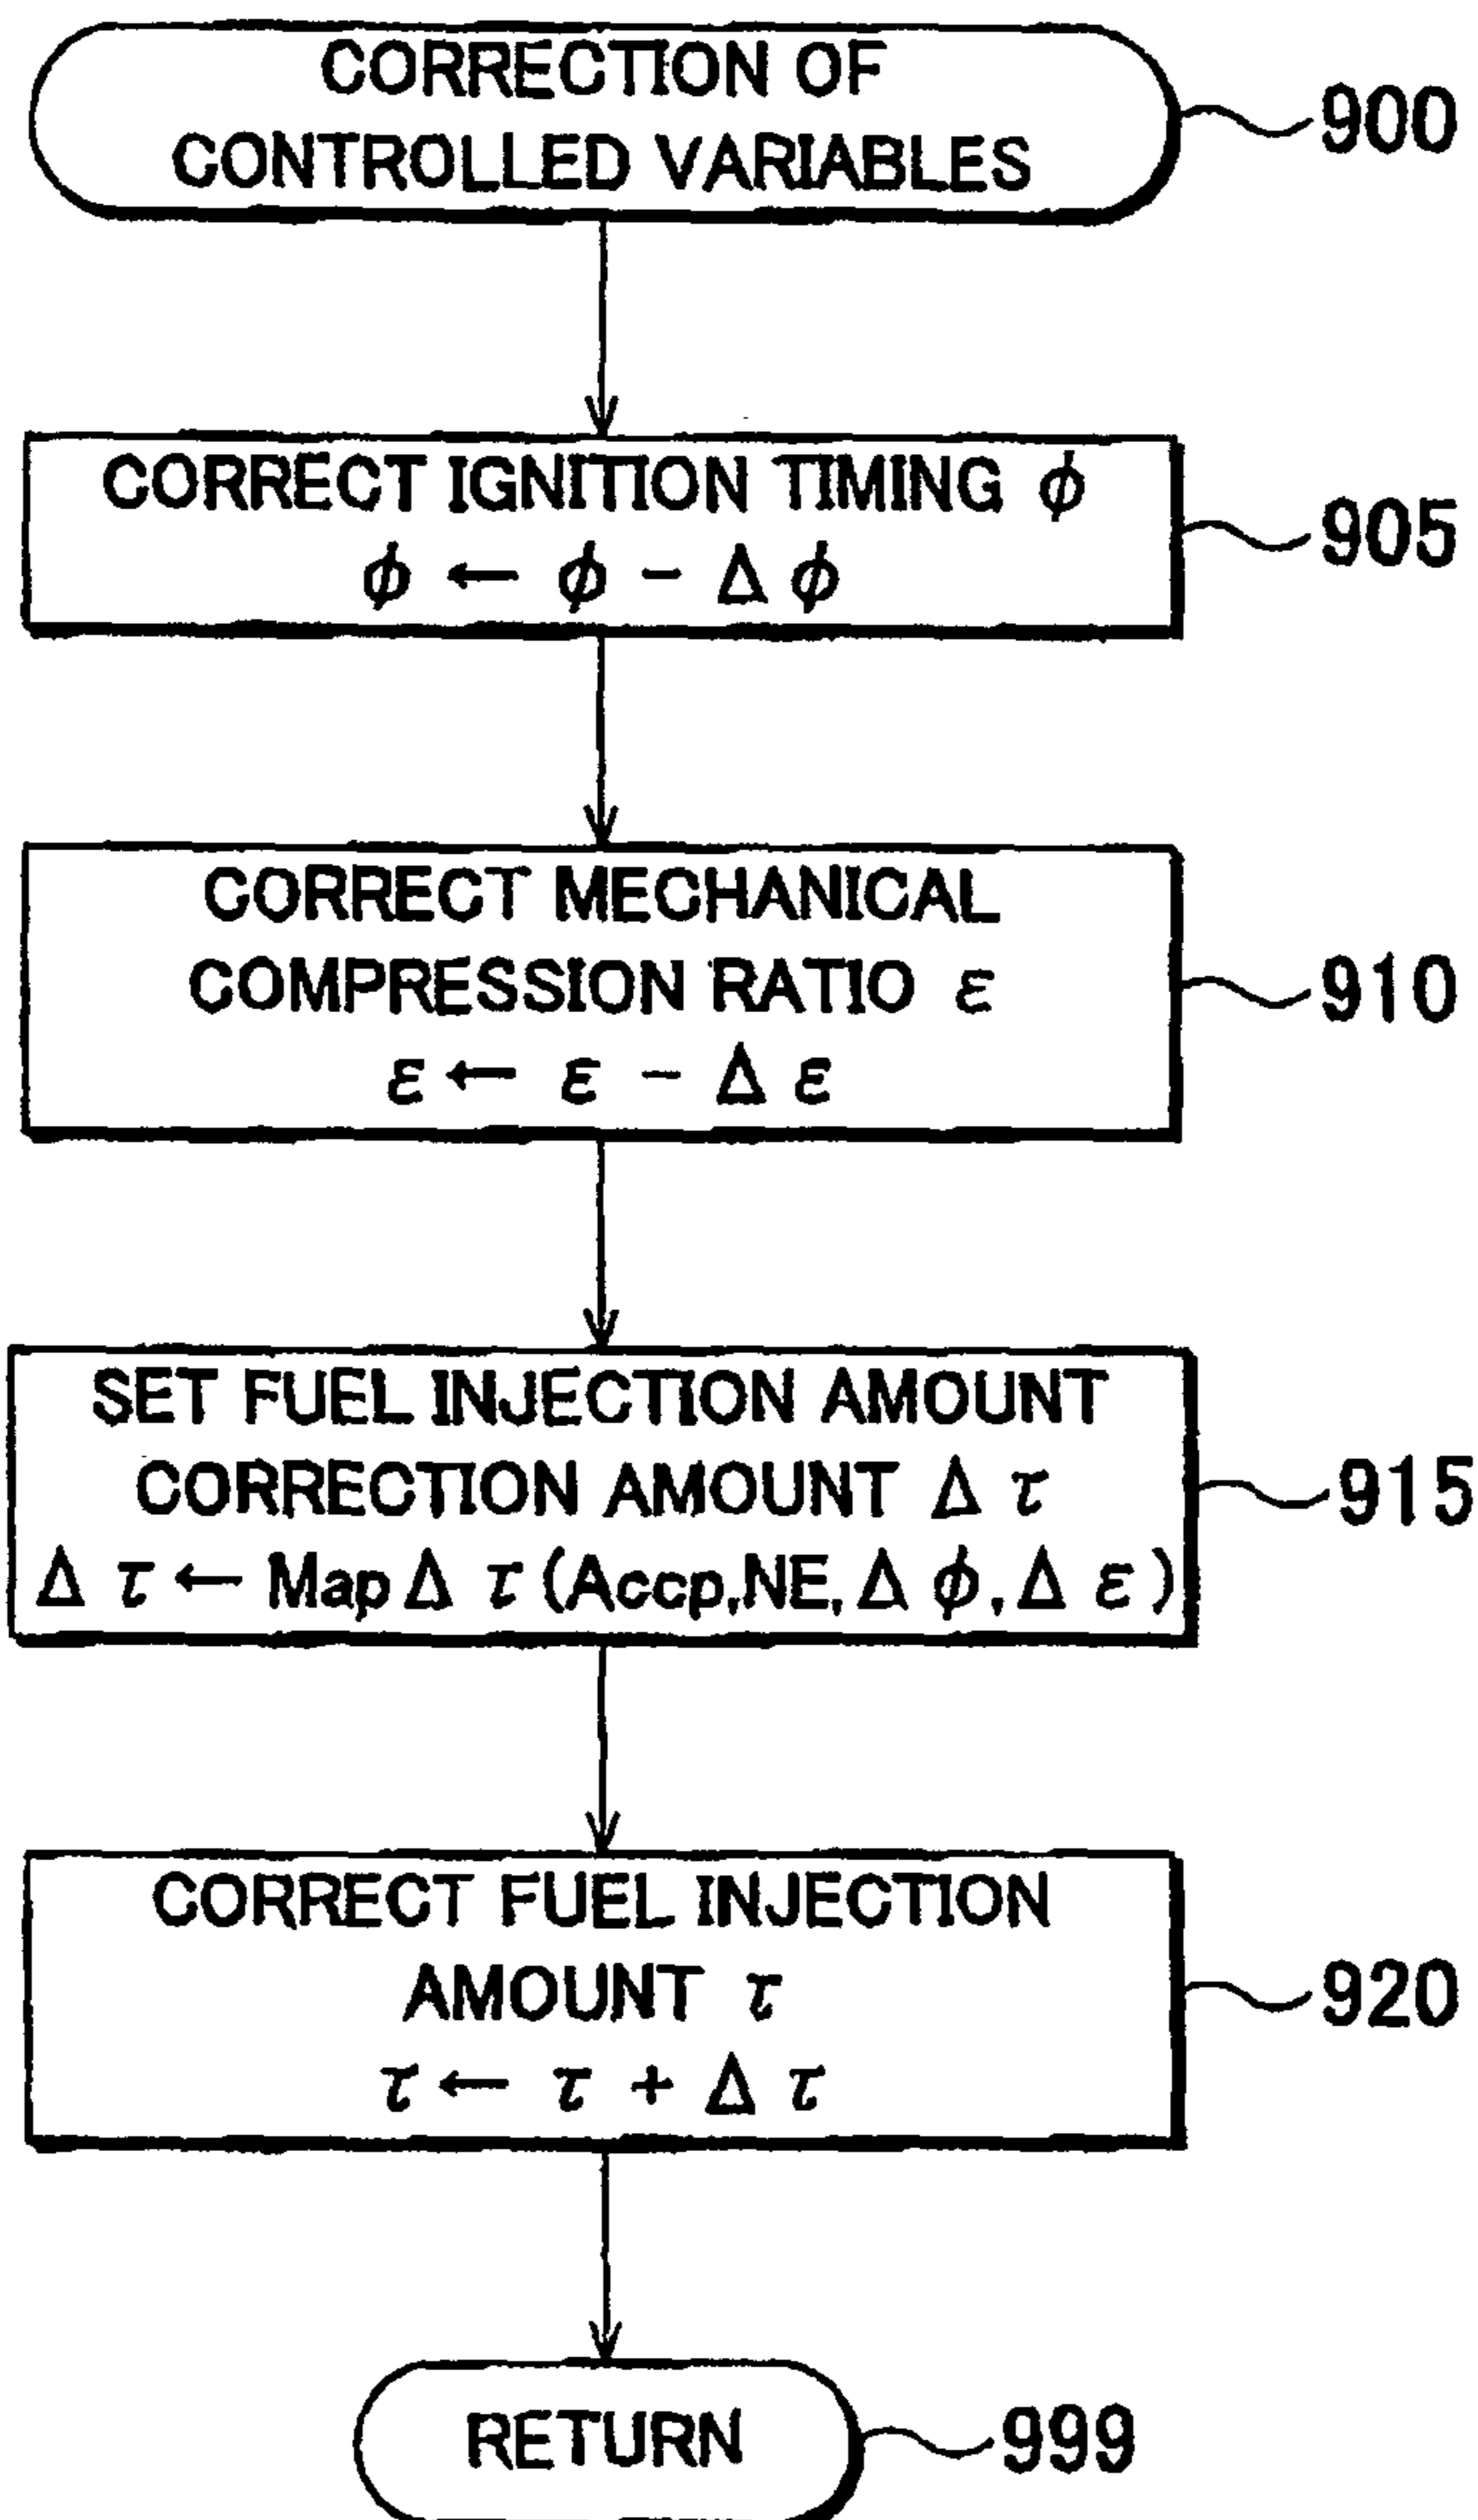 CORRECTION OF
CONTROLLED VARIABLES
900
CORRECT IGNITION TIMING ϕ
ϕ ← ϕ - Δϕ
905
CORRECT MECHANICAL
COMPRESSION RATIO ε
ε ← ε - Δε
910
SET FUEL INJECTION AMOUNT
CORRECTION AMOUNT Δτ
Δτ ← MapΔτ(Accp,NE,Δϕ,Δε)
915
CORRECT FUEL INJECTION
AMOUNT τ
τ ← τ + Δτ
920
RETURN
999